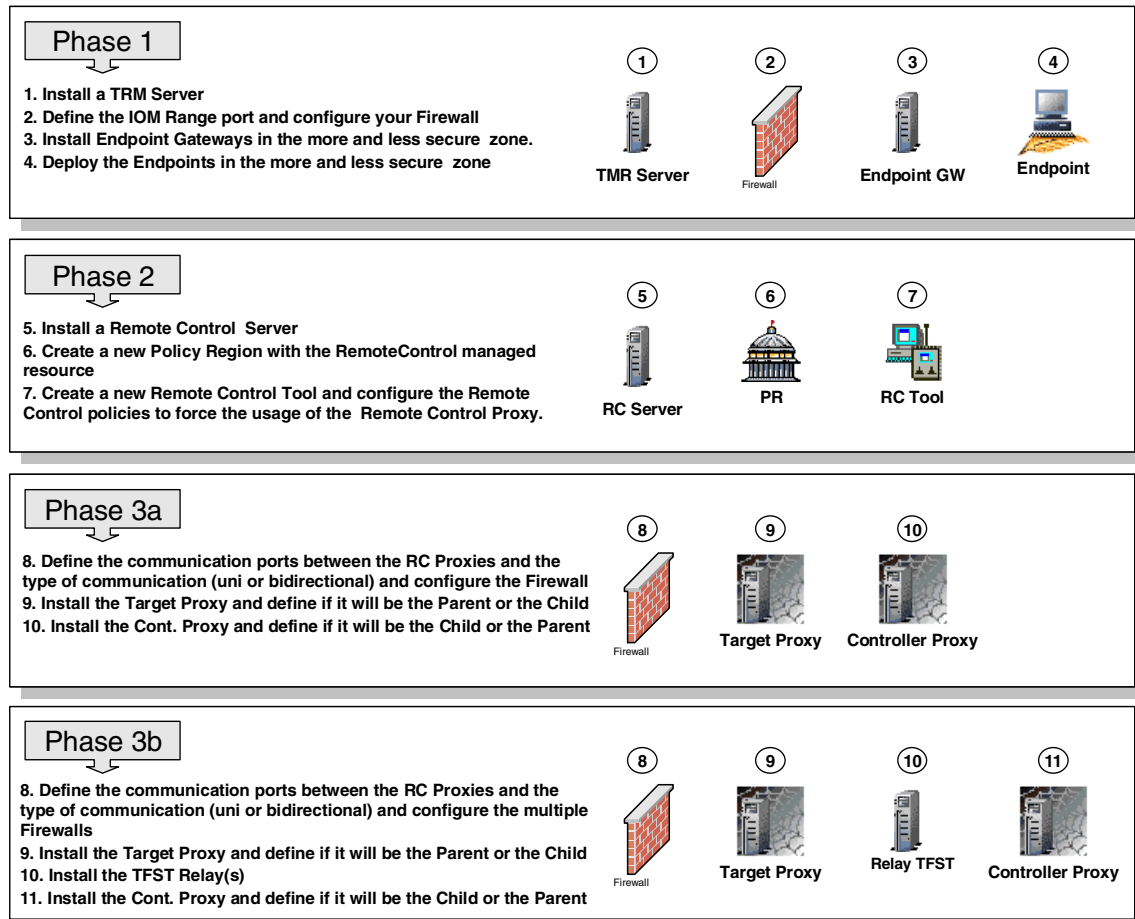 Phase 1
1. Install a TRM Server
2. Define the IOM Range port and configure your Firewall
3. Install Endpoint Gateways in the more and less secure zone.
4. Deploy the Endpoints in the more and less secure zone
1
2
3
4
TMR Server
Firewall
Endpoint GW
Endpoint
Phase 2
5. Install a Remote Control Server
6. Create a new Policy Region with the RemoteControl managed
resource
7. Create a new Remote Control Tool and configure the Remote
Control policies to force the usage of the Remote Control Proxy.
5
6
7
RC Server
PR
RC Tool
Phase 3a
8. Define the communication ports between the RC Proxies and the
type of communication (uni or bidirectional) and configure the Firewall
9. Install the Target Proxy and define if it will be the Parent or the Child
10. Install the Cont. Proxy and define if it will be the Child or the Parent
8
9
10
Firewall
Target Proxy
Controller Proxy
Phase 3b
8. Define the communication ports between the RC Proxies and the
type of communication (uni or bidirectional) and configure the multiple
Firewalls
9. Install the Target Proxy and define if it will be the Parent or the Child
10. Install the TFST Relay(s)
11. Install the Cont. Proxy and define if it will be the Child or the Parent
8
9
10
11
Firewall
Target Proxy
Relay TFST
Controller Proxy